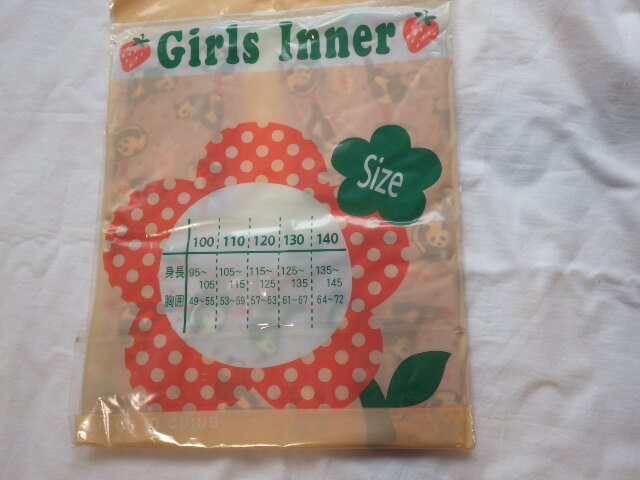 Girls Inner
Size
100 110 120 130 140
身長 95~105 105~115 115~125 125~135 135~145
胸囲 49~55 53~59 57~63 61~67 64~72
china